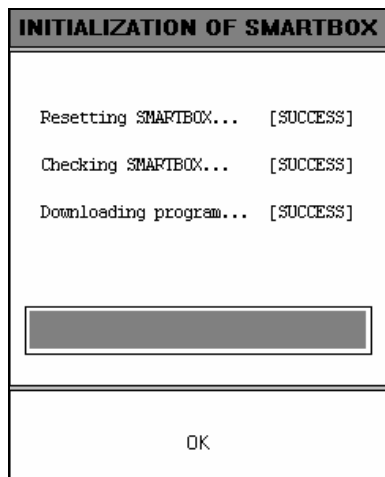 INITIALIZATION OF SMARTBOX
Resetting SMARTBOX... [SUCCESS]
Checking SMARTBOX... [SUCCESS]
Downloading program... [SUCCESS]
OK